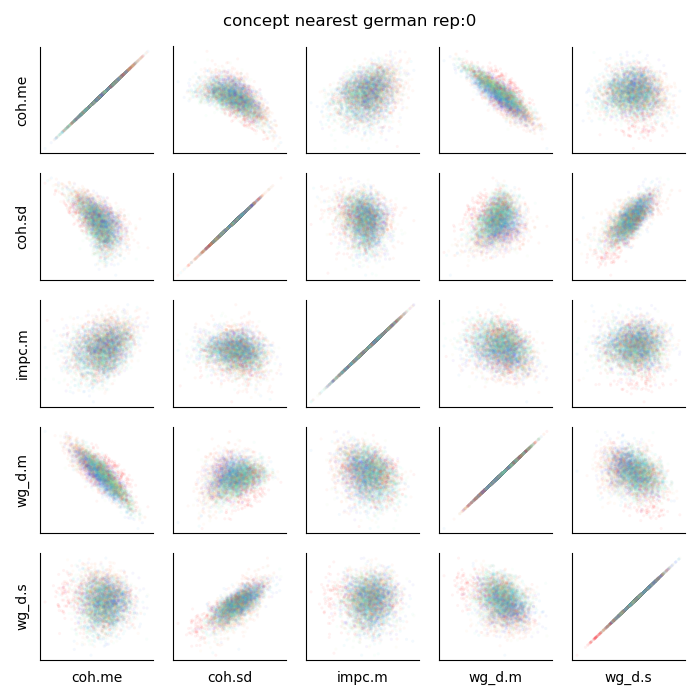 concept nearest german rep:0
coh.me
coh.sd
impc.m
wg_d.m
wg_d.s
coh.me
coh.sd
impc.m
wg_d.m
wg_d.s